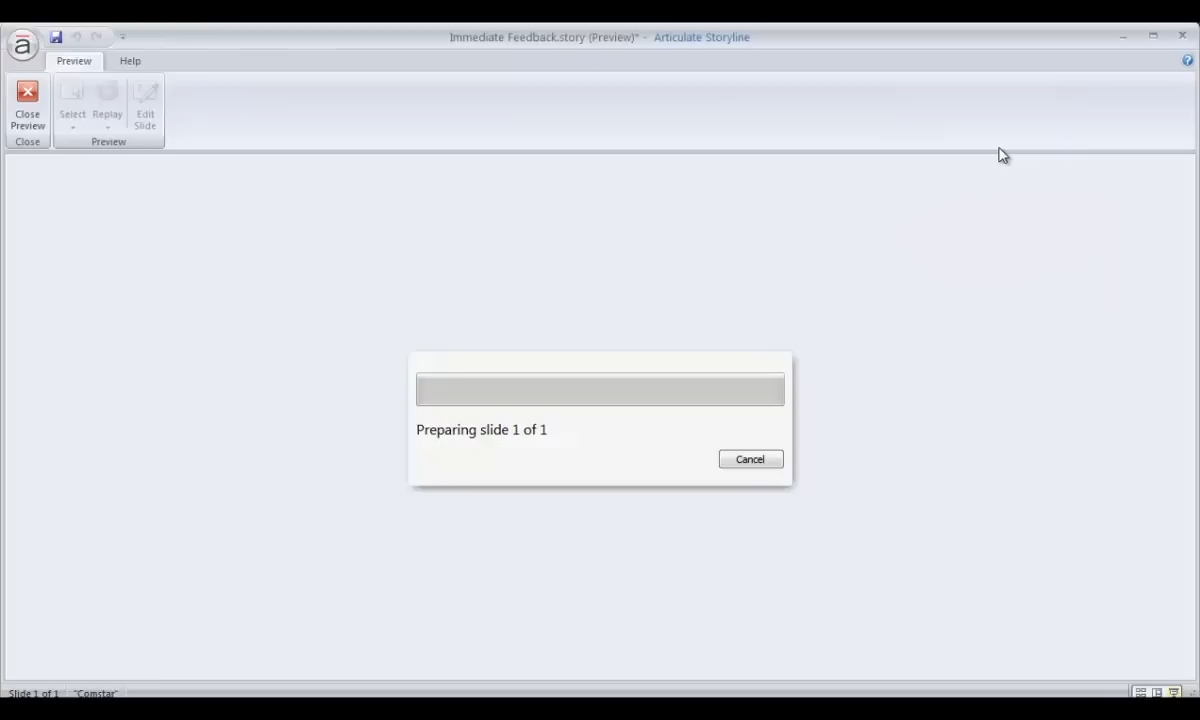 Immediate Feedback.story (Preview)* - Articulate Storyline
Preview Help
Close Preview
Select
Replay
Edit Slide
Close
Preview
Preparing slide 1 of 1
Cancel
Slide 1 of 1 "Comstar"